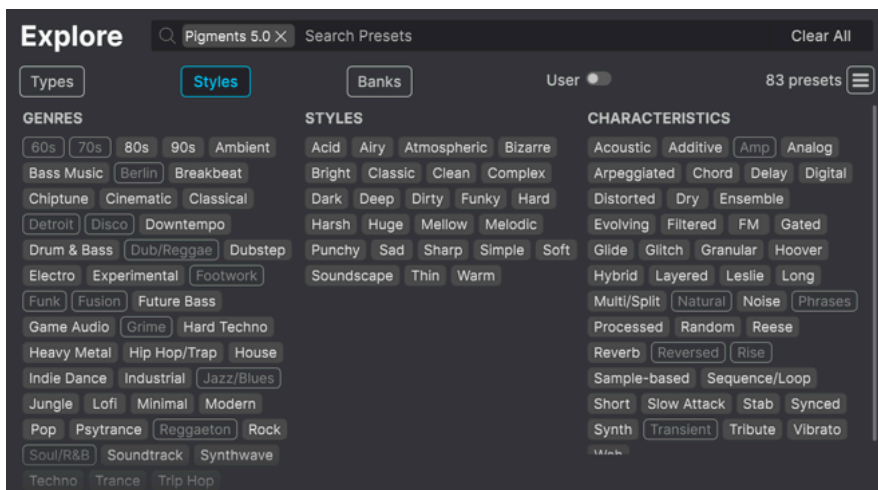 Explore Pigments 5.0 × Search Presets Clear All
Types Styles Banks User 83 presets
GENRES
60s 70s 80s 90s Ambient
Bass Music Berlin Breakbeat
Chiptune Cinematic Classical
Detroit Disco Downtempo
Drum & Bass Dub/Reggae Dubstep
Electro Experimental Footwork
Funk Fusion Future Bass
Game Audio Grime Hard Techno
Heavy Metal Hip Hop/Trap House
Indie Dance Industrial Jazz/Blues
Jungle Lofi Minimal Modern
Pop Psytrance Reggaeton Rock
Soul/R&B Soundtrack Synthwave
Techno Trance Trip Hop
STYLES
Acid Airy Atmospheric Bizarre
Bright Classic Clean Complex
Dark Deep Dirty Funky Hard
Harsh Huge Mellow Melodic
Punchy Sad Sharp Simple Soft
Soundscape Thin Warm
CHARACTERISTICS
Acoustic Additive Amp Analog
Arpeggiated Chord Delay Digital
Distorted Dry Ensemble
Evolving Filtered FM Gated
Glide Glitch Granular Hoover
Hybrid Layered Leslie Long
Multi/Split Natural Noise Phrases
Processed Random Reese
Reverb Reversed Rise
Sample-based Sequence/Loop
Short Slow Attack Stab Synced
Synth Transient Tribute Vibrato